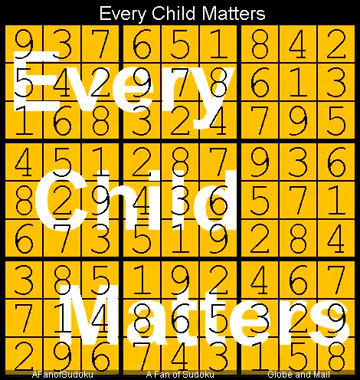 Every Child Matters
9 3 7 6 5 1 8 4 2
5 4 2 9 7 8 6 1 3
1 6 8 3 2 4 7 9 5
4 5 1 2 8 7 9 3 6
8 2 9 4 3 6 5 7 1
6 7 3 5 1 9 2 8 4
3 8 5 1 9 2 4 6 7
7 1 4 8 6 5 3 2 9
2 9 6 7 4 3 1 5 8
Every
Child
Matters
AFanofSudoku A Fan of Sudoku Globe and Mail